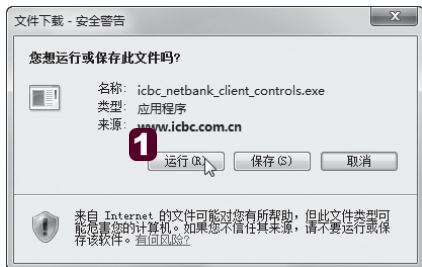 文件下载 - 安全警告
您想运行或保存此文件吗?
名称: icbc_netbank_client_controls.exe
类型: 应用程序
来源: www.icbc.com.cn
1
运行(R) 保存(S) 取消
来自 Internet 的文件可能对您有所帮助，但此文件类型可
能危害您的计算机。如果您不信任其来源，请不要运行或保
存该软件。有何风险?